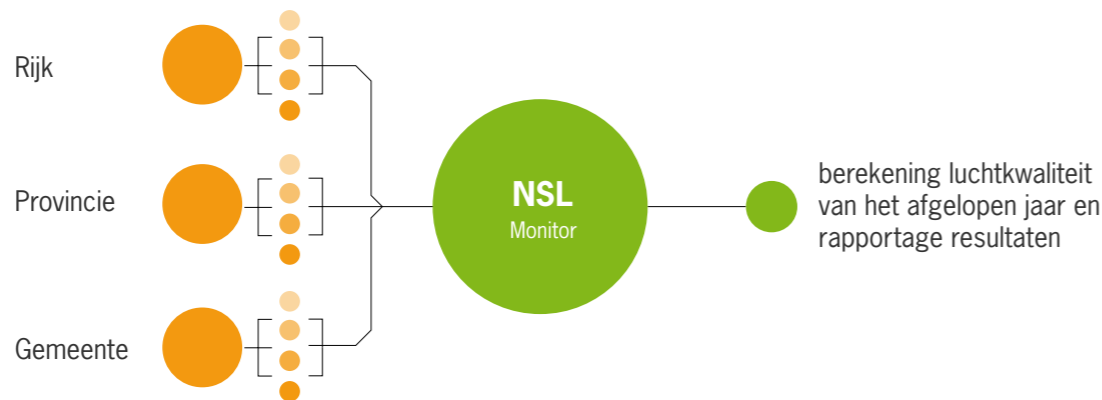 Rijk
Provincie
Gemeente
NSL
Monitor
berekening luchtkwaliteit
van het afgelopen jaar en
rapportage resultaten